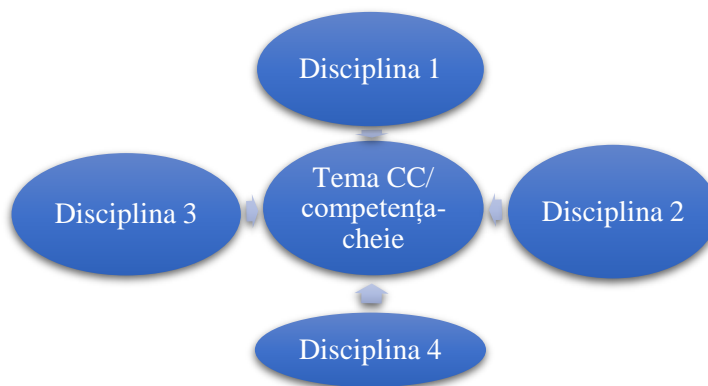 Disciplina 1
Tema CC/
competența-
cheie
Disciplina 3
Disciplina 2
Disciplina 4